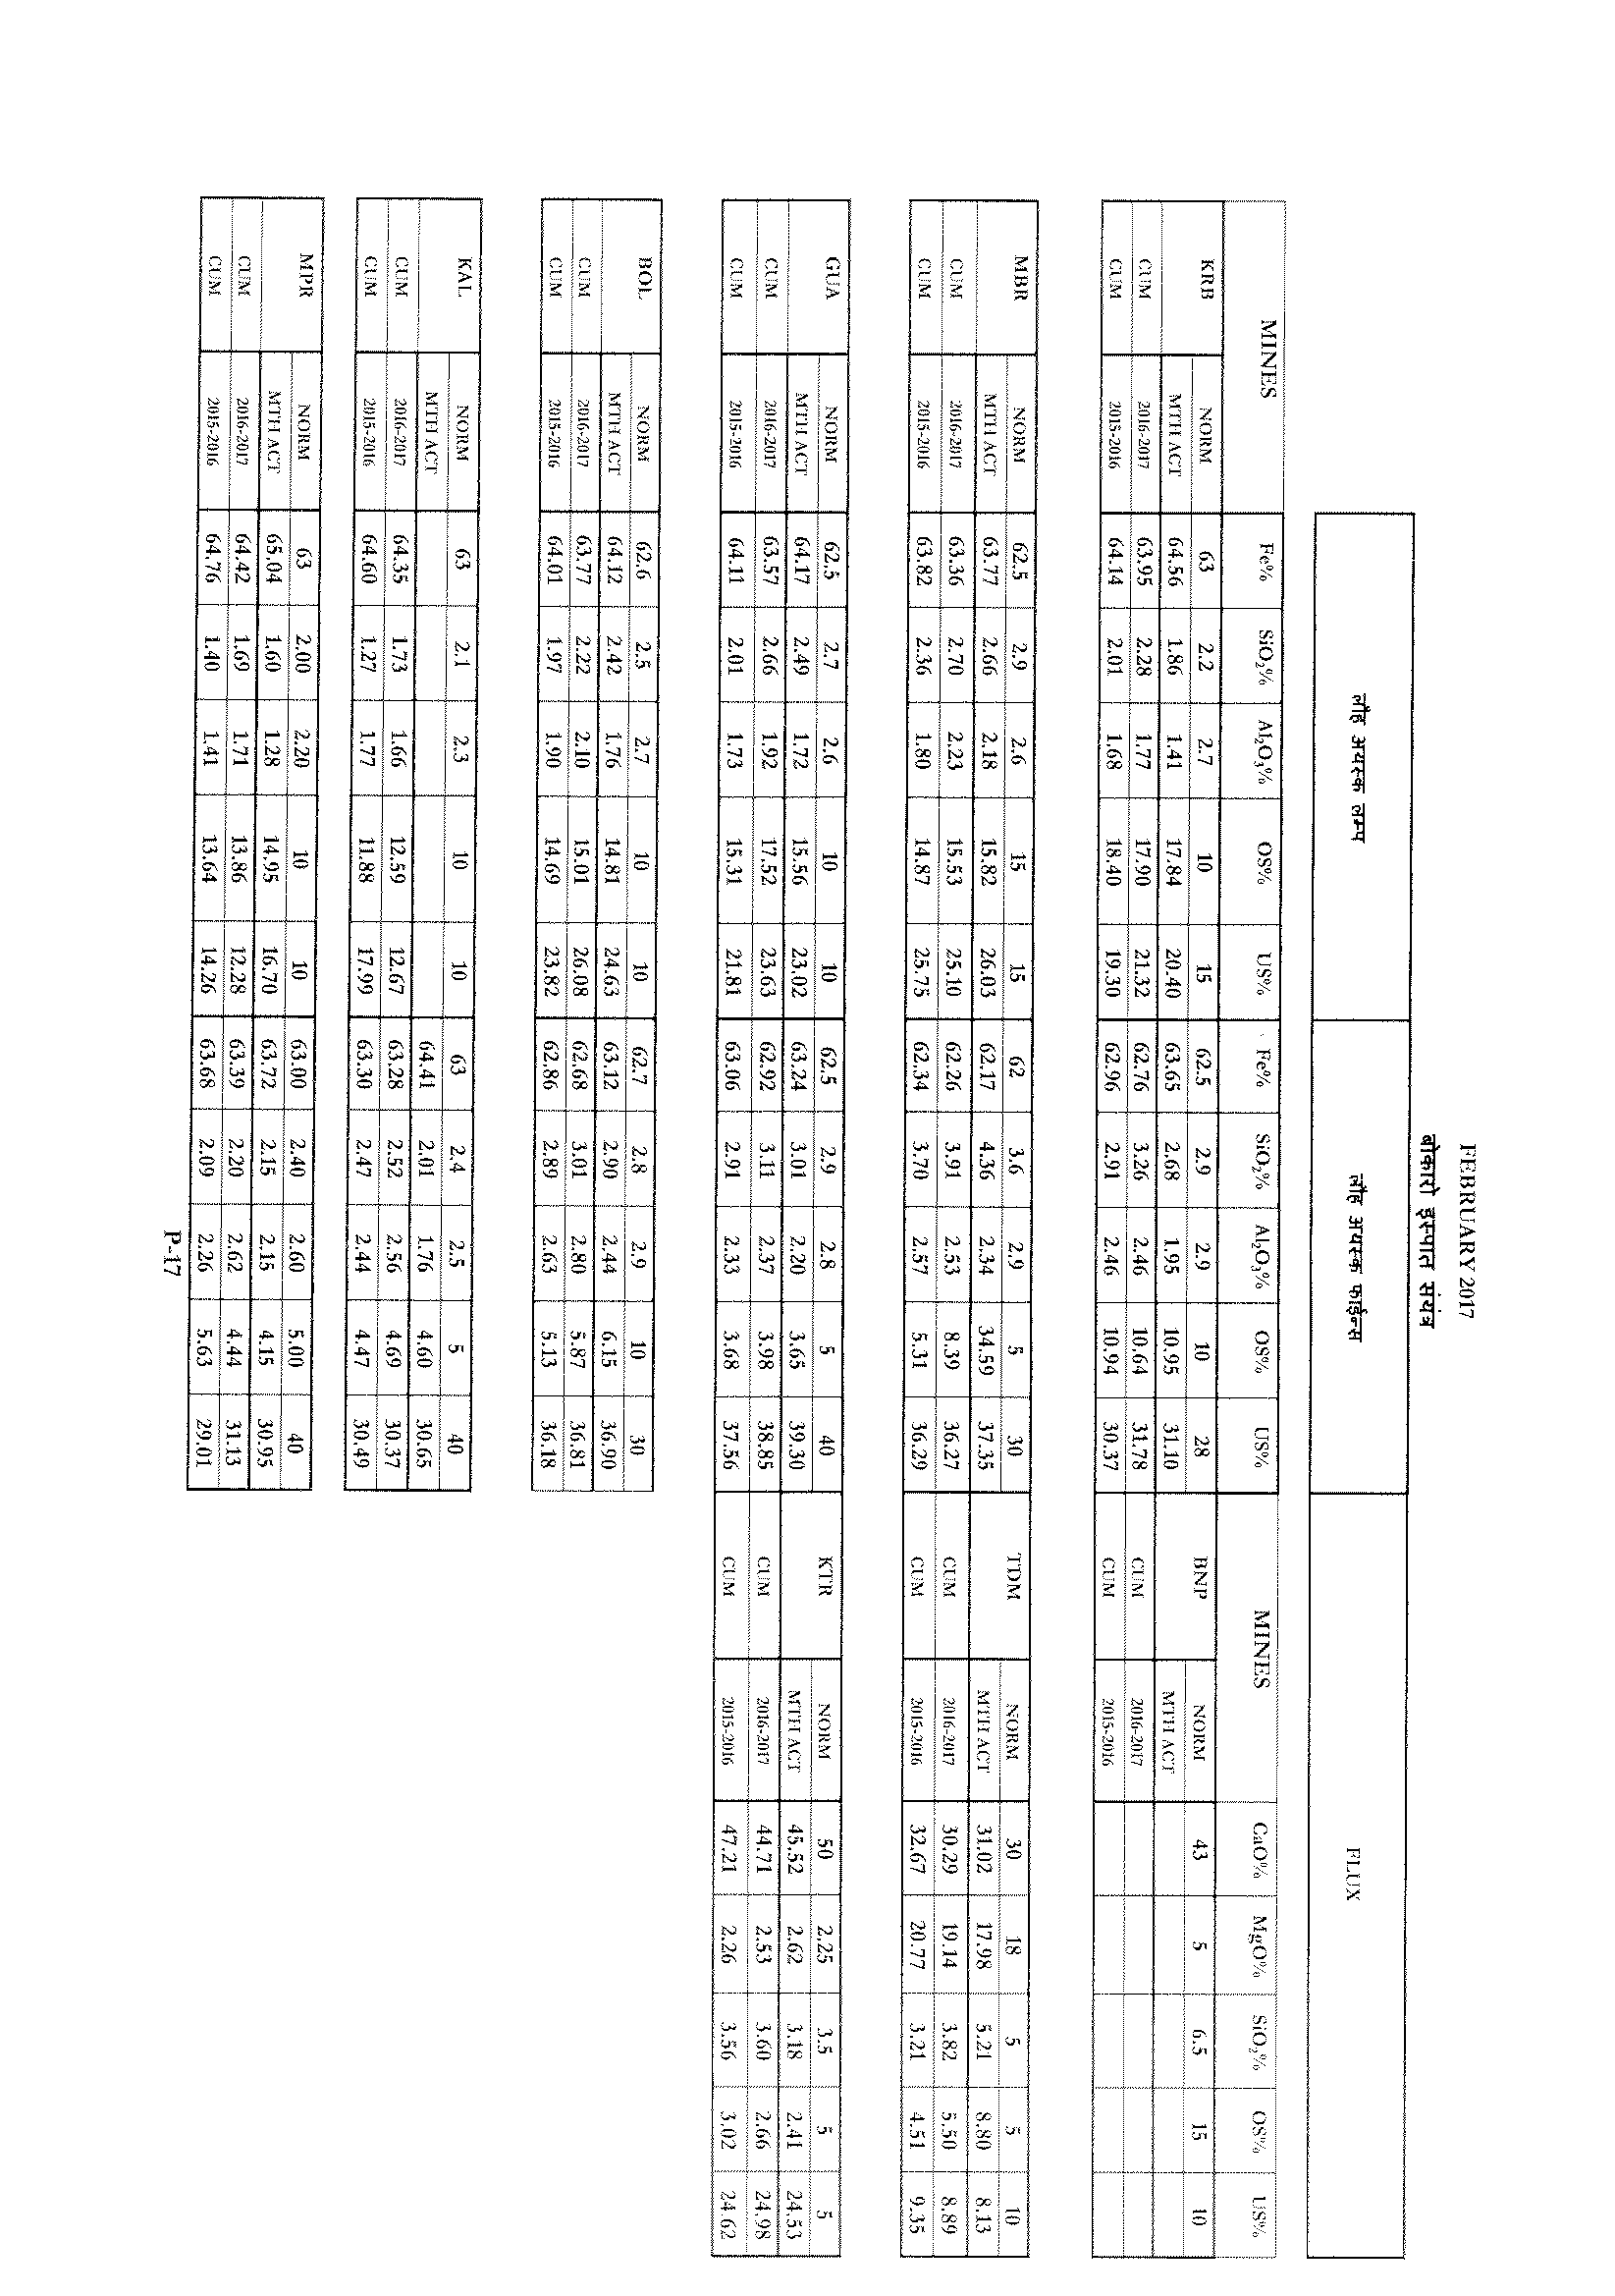 FEBRUARY 2017
बोकारो इस्पात संयंत्र
लौह अयस्क लम्प लौह अयस्क फाईन्स FLUX
MINES Fe% SiO₂% Al₂O₃% OS% US% Fe% SiO₂% Al₂O₃% OS% US% MINES CaO% MgO% SiO₂% OS% US%
KRB NORM 63 2.2 2.7 10 15 62.5 2.9 2.9 10 28 BNP NORM 43 5 6.5 15 10
MTH ACT 64.56 1.86 1.41 17.84 20.40 63.65 2.68 1.95 10.95 31.10 MTH ACT
CUM 2016-2017 63.95 2.28 1.77 17.90 21.32 62.76 3.26 2.46 10.64 31.78 CUM 2016-2017
CUM 2015-2016 64.14 2.01 1.68 18.40 19.30 62.96 2.91 2.46 10.94 30.37 CUM 2015-2016
MBR NORM 62.5 2.9 2.6 15 15 62 3.6 2.9 5 30 TDM NORM 30 18 5 5 10
MTH ACT 63.77 2.66 2.18 15.82 26.03 62.17 4.36 2.34 34.59 37.35 MTH ACT 31.02 17.98 5.21 8.80 8.13
CUM 2016-2017 63.36 2.70 2.23 15.53 25.10 62.26 3.91 2.53 8.39 36.27 CUM 2016-2017 30.29 19.14 3.82 5.50 8.89
CUM 2015-2016 63.82 2.36 1.80 14.87 25.75 62.34 3.70 2.57 5.31 36.29 CUM 2015-2016 32.67 20.77 3.21 4.51 9.35
GUA NORM 62.5 2.7 2.6 10 10 62.5 2.9 2.8 5 40 KTR NORM 50 2.25 3.5 5 5
MTH ACT 64.17 2.49 1.72 15.56 23.02 63.24 3.01 2.20 3.65 39.30 MTH ACT 45.52 2.62 3.18 2.41 24.53
CUM 2016-2017 63.57 2.66 1.92 17.52 23.63 62.92 3.11 2.37 3.98 38.85 CUM 2016-2017 44.71 2.53 3.60 2.66 24.98
CUM 2015-2016 64.11 2.01 1.73 15.31 21.81 63.06 2.91 2.33 3.68 37.56 CUM 2015-2016 47.21 2.26 3.56 3.02 24.62
BOL NORM 62.6 2.5 2.7 10 10 62.7 2.8 2.9 10 30
MTH ACT 64.12 2.42 1.76 14.81 24.63 63.12 2.90 2.44 6.15 36.90
CUM 2016-2017 63.77 2.22 2.10 15.01 26.08 62.68 3.01 2.80 5.87 36.81
CUM 2015-2016 64.01 1.97 1.90 14.69 23.82 62.86 2.89 2.63 5.13 36.18
KAL NORM 63 2.1 2.3 10 10 63 2.4 2.5 5 40
MTH ACT 64.41 2.01 1.76 4.60 30.65
CUM 2016-2017 64.35 1.73 1.66 12.59 12.67 63.28 2.52 2.56 4.69 30.37
CUM 2015-2016 64.60 1.27 1.77 11.88 17.99 63.30 2.47 2.44 4.47 30.49
MPR NORM 63 2.00 2.20 10 10 63.00 2.40 2.60 5.00 40
MTH ACT 65.04 1.60 1.28 14.95 16.70 63.72 2.15 2.15 4.15 30.95
CUM 2016-2017 64.42 1.69 1.71 13.86 12.28 63.39 2.20 2.62 4.44 31.13
CUM 2015-2016 64.76 1.40 1.41 13.64 14.26 63.68 2.09 2.26 5.63 29.01
P-17